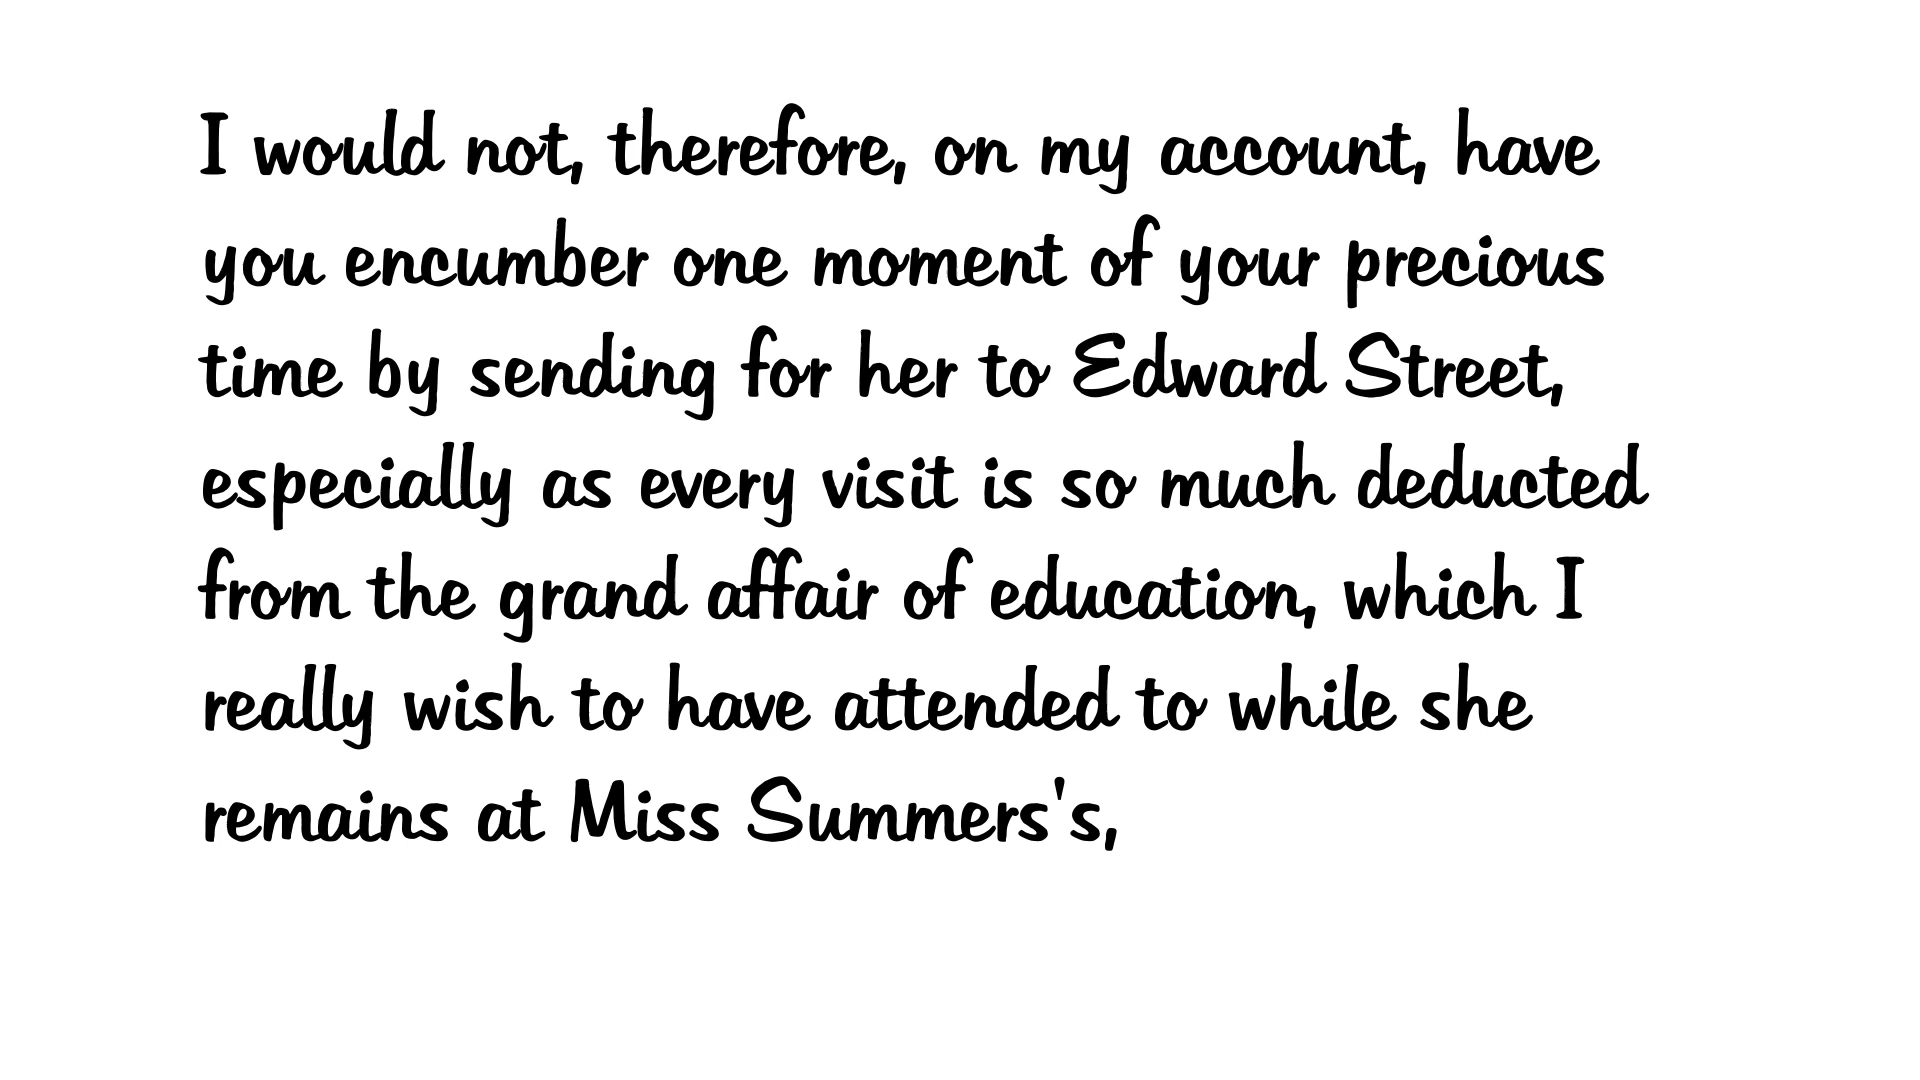 I would not, therefore, on my account, have
you encumber one moment of your precious
time by sending for her to Edward Street,
especially as every visit is so much deducted
from the grand affair of education, which I
really wish to have attended to while she
remains at Miss Summers's,